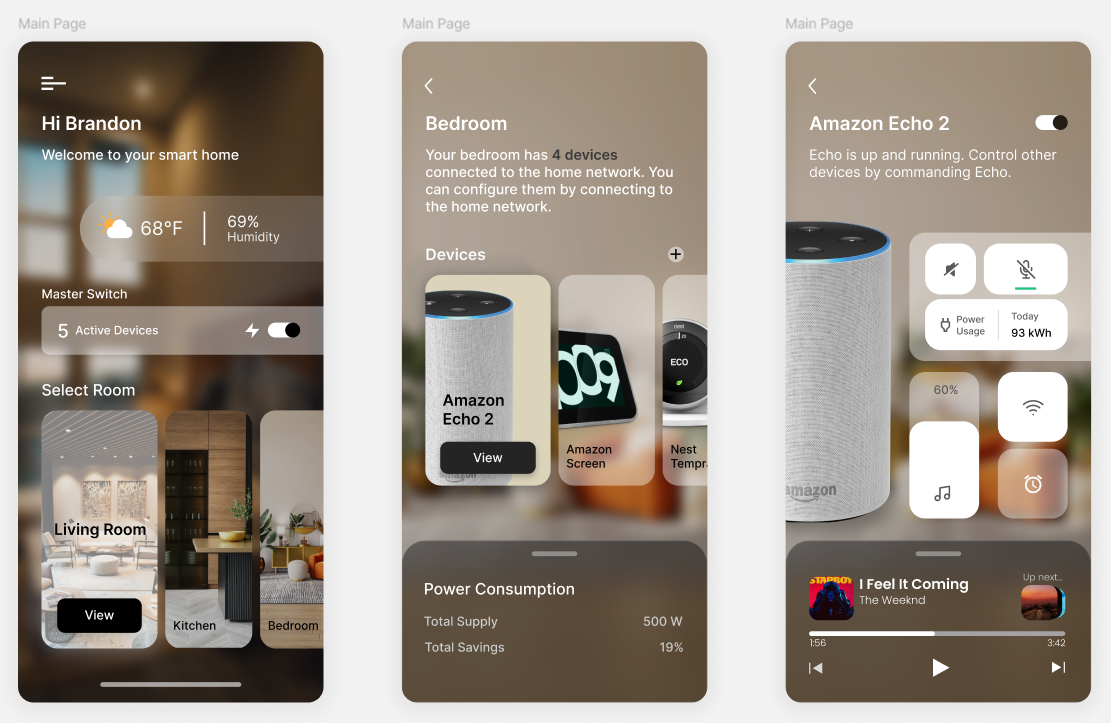 Main Page
Hi Brandon
Welcome to your smart home
68°F
69%
Humidity
Master Switch
5 Active Devices
Select Room
Living Room
View
Kitchen
Bedroom
Main Page
Bedroom
Your bedroom has 4 devices
connected to the home network. You
can configure them by connecting to
the home network.
Devices
Amazon
Echo 2
View
amazon
Amazon
Screen
nest
ECO
Nest
Tempra
Power Consumption
Total Supply 500 W
Total Savings 19%
Main Page
Amazon Echo 2
Echo is up and running. Control other
devices by commanding Echo.
Power
Usage
Today
93 kWh
60%
amazon
STARBOY
I Feel It Coming
The Weeknd
Up next..
1:56
3:42